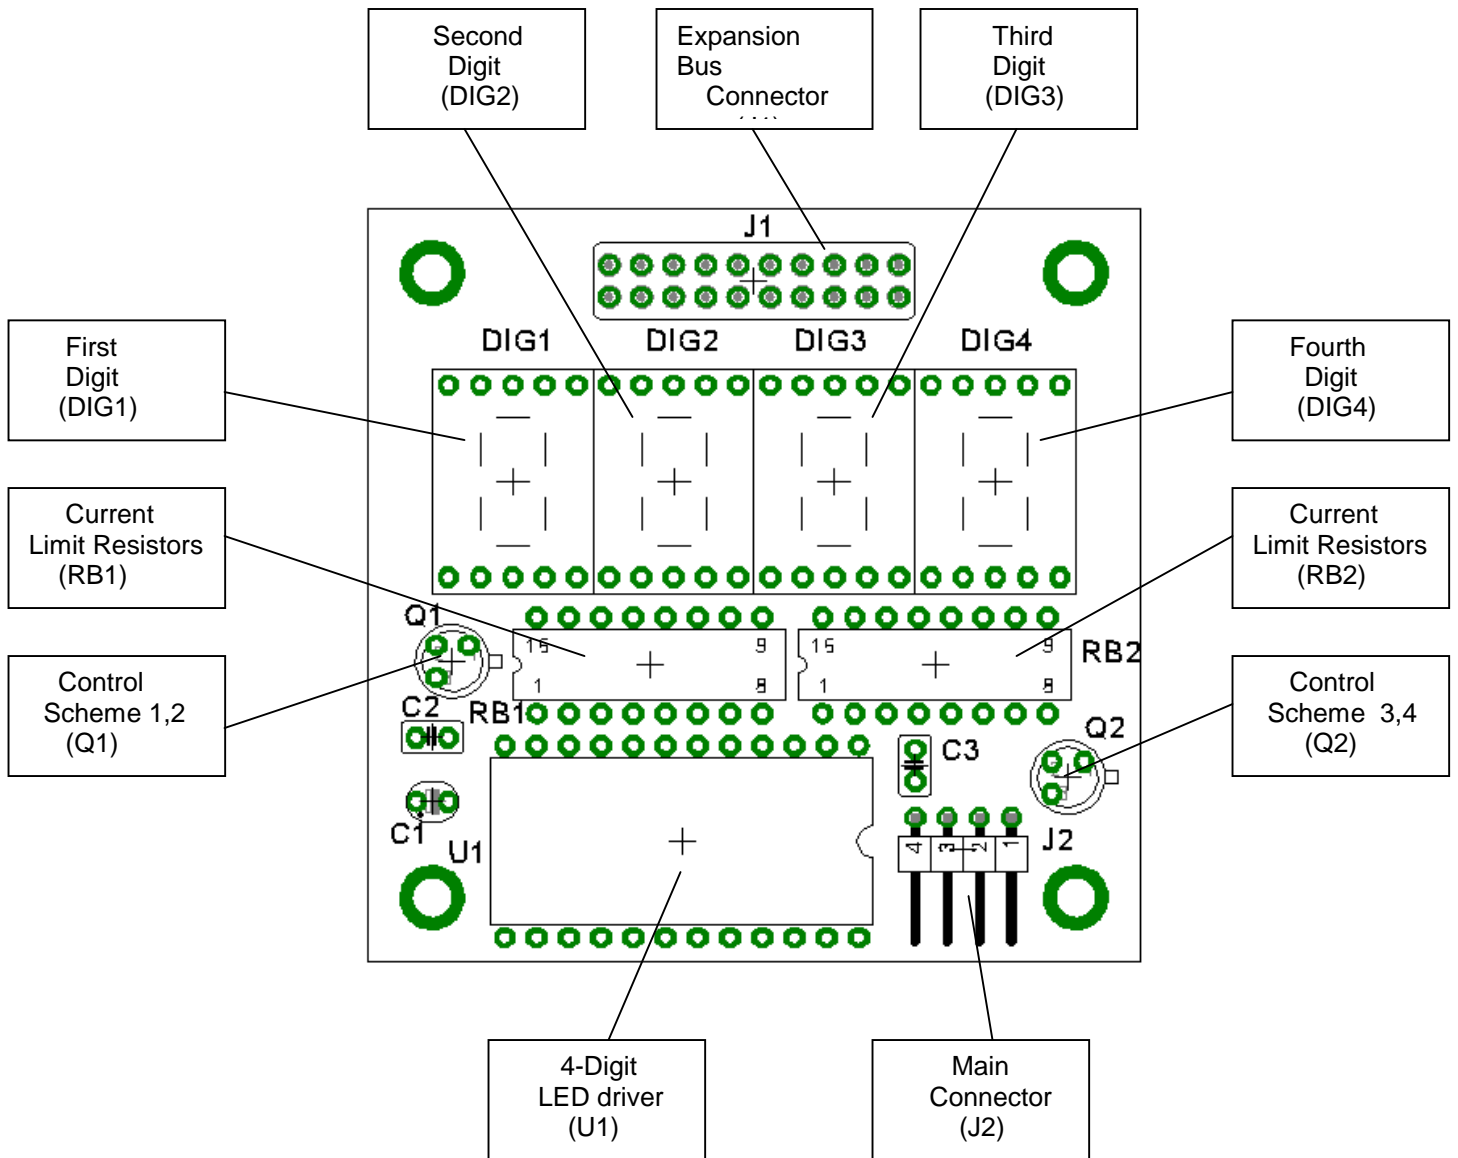 Second
Digit
(DIG2)
Expansion
Bus
Connector
Third
Digit
(DIG3)
J1
First
Digit
(DIG1)
DIG1
DIG2
DIG3
DIG4
Fourth
Digit
(DIG4)
Current
Limit Resistors
(RB1)
Current
Limit Resistors
(RB2)
Q1
15 9
1 8
15 9
1 8
RB2
Control
Scheme 1,2
(Q1)
C2
RB1
C3
Q2
Control
Scheme 3,4
(Q2)
C1
U1
4 3 2 1
J2
4-Digit
LED driver
(U1)
Main
Connector
(J2)